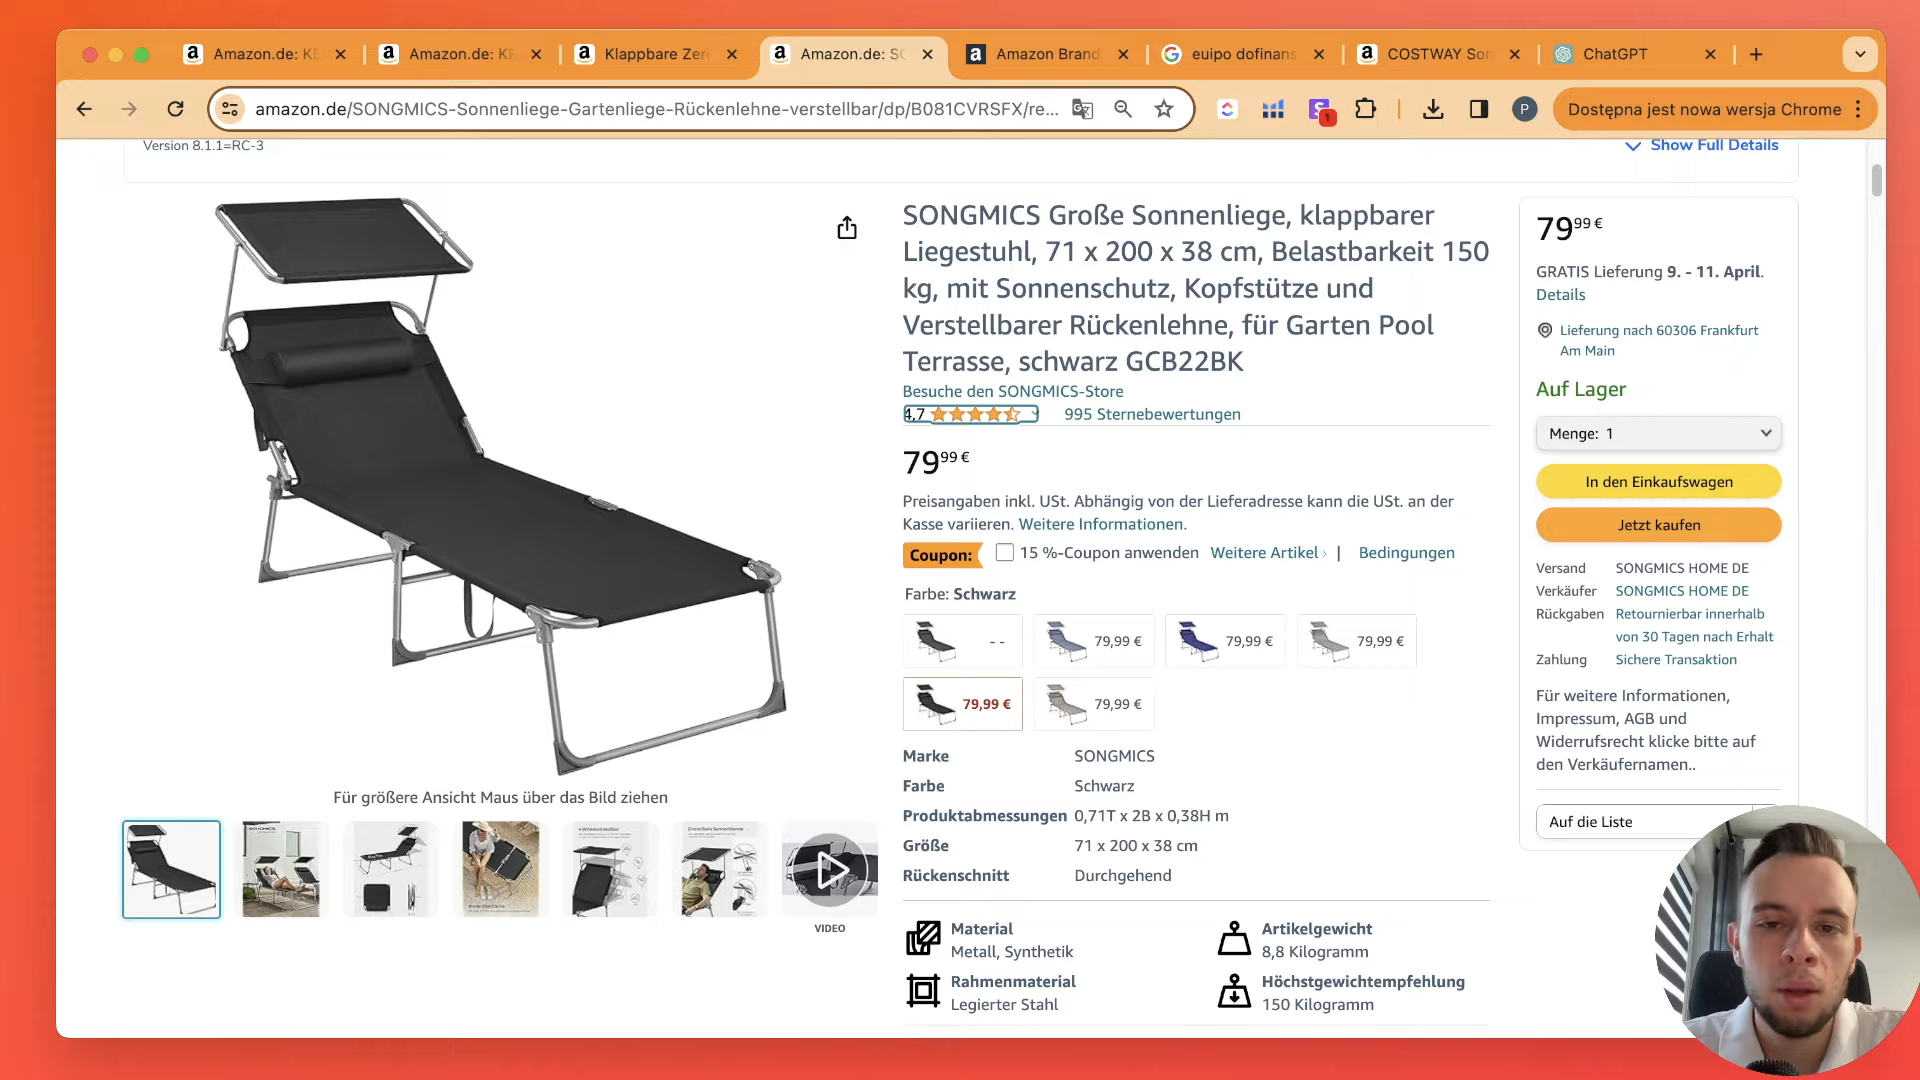 Amazon.de: KE
Amazon.de: KE
Klappbare Zer
Amazon.de: SO
Amazon Brand
euipo dofinans
COSTWAY Son
ChatGPT
amazon.de/SONGMICS-Sonnenliege-Gartenliege-Rückenlehne-verstellbar/dp/B081CVRSFX/re...
1
P
Dostępna jest nowa wersja Chrome
Version 8.1.1=RC-3
Show Full Details
SONGMICS Große Sonnenliege, klappbarer
Liegestuhl, 71 x 200 x 38 cm, Belastbarkeit 150
kg, mit Sonnenschutz, Kopfstütze und
Verstellbarer Rückenlehne, für Garten Pool
Terrasse, schwarz GCB22BK
Besuche den SONGMICS-Store
4,7
995 Sternebewertungen
79,99 €
Preisangaben inkl. USt. Abhängig von der Lieferadresse kann die USt. an der
Kasse variieren. Weitere Informationen.
Coupon: 15 %-Coupon anwenden Weitere Artikel › | Bedingungen
Farbe: Schwarz
- -
79,99 €
79,99 €
79,99 €
79,99 €
79,99 €
Marke SONGMICS
Farbe Schwarz
Produktabmessungen 0,71T x 2B x 0,38H m
Größe 71 x 200 x 38 cm
Rückenschnitt Durchgehend
Material
Metall, Synthetik
Artikelgewicht
8,8 Kilogramm
Rahmenmaterial
Legierter Stahl
Höchstgewichtempfehlung
150 Kilogramm
Für größere Ansicht Maus über das Bild ziehen
VIDEO
79,99 €
GRATIS Lieferung 9. - 11. April.
Details
Lieferung nach 60306 Frankfurt
Am Main
Auf Lager
Menge: 1
In den Einkaufswagen
Jetzt kaufen
Versand SONGMICS HOME DE
Verkäufer SONGMICS HOME DE
Rückgaben Retournierbar innerhalb
von 30 Tagen nach Erhalt
Zahlung Sichere Transaktion
Für weitere Informationen,
Impressum, AGB und
Widerrufsrecht klicke bitte auf
den Verkäufernamen..
Auf die Liste